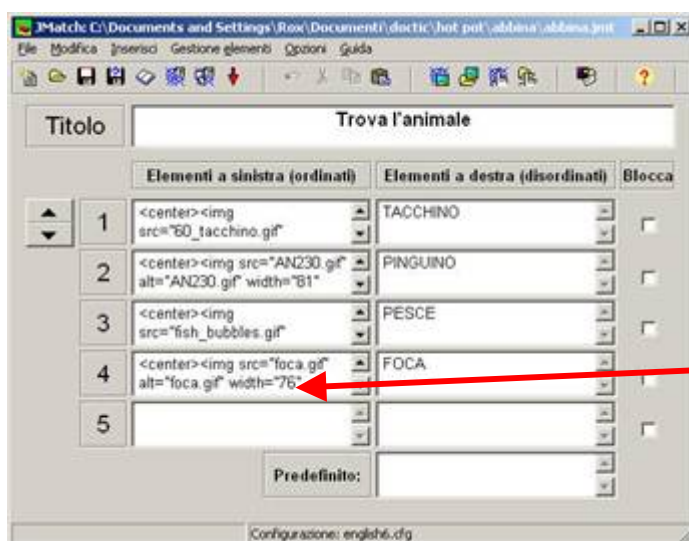 JMatch: C:\Documents and Settings\Rox\Documenti\doctic\hot pot\abbina\abbina.jmt
File Modifica Inserisci Gestione elementi Opzioni Guida
Titolo
Trova l'animale
Elementi a sinistra (ordinati) Elementi a destra (disordinati) Blocca
1
<center><img
src="60_tacchino.gif"
TACCHINO
2
<center><img src="AN230.gif"
alt="AN230.gif" width="81"
PINGUINO
3
<center><img
src="fish_bubbles.gif"
PESCE
4
<center><img src="foca.gif"
alt="foca.gif" width="76"
FOCA
5
Predefinito:
Configurazione: english6.cfg